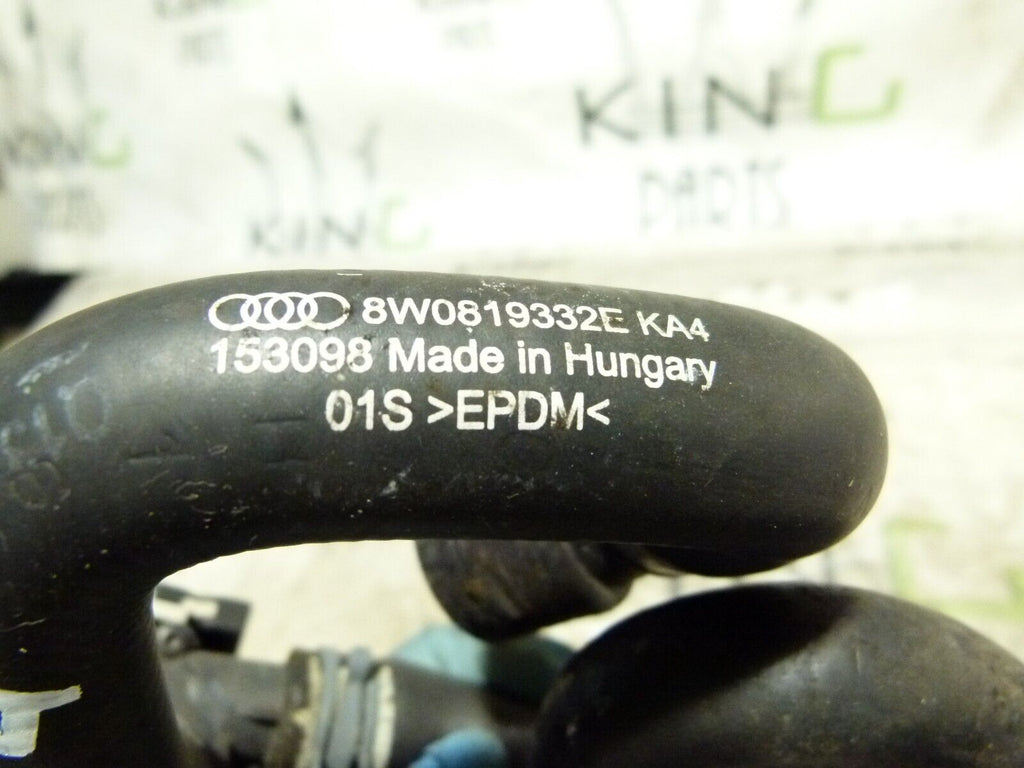 KING
PARTS
KING
8W0819332E KA4
153098 Made in Hungary
01S >EPDM<